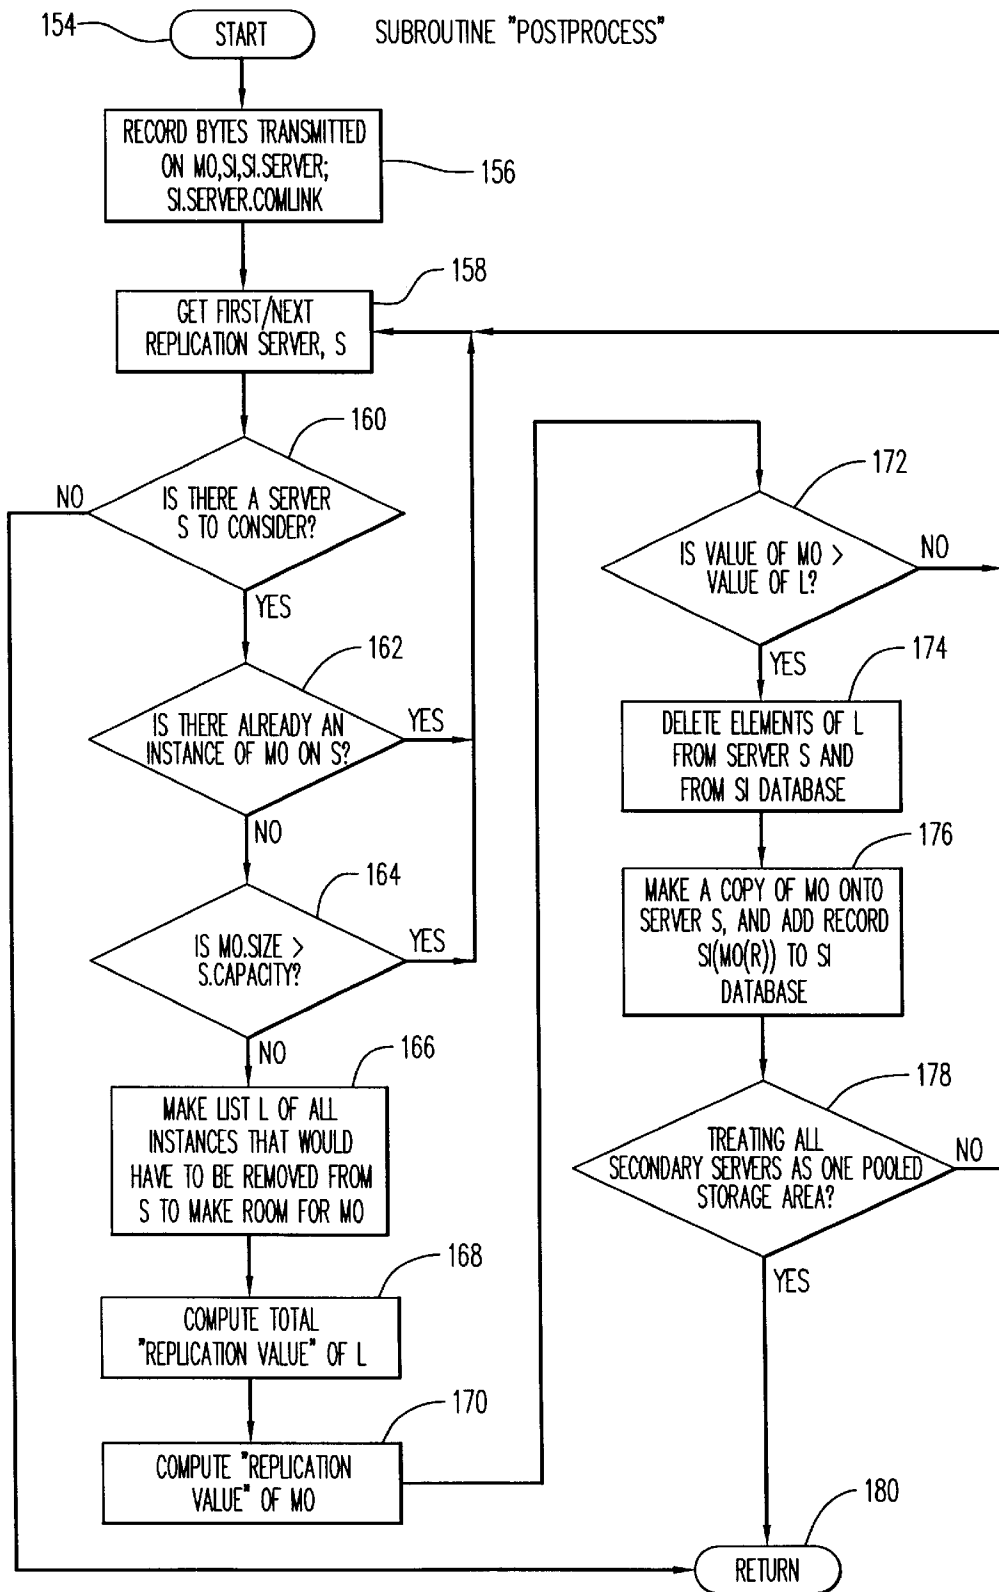 154
START
SUBROUTINE "POSTPROCESS"
RECORD BYTES TRANSMITTED
ON MO,SI,SI.SERVER;
SI.SERVER.COMLINK
156
158
GET FIRST/NEXT
REPLICATION SERVER, S
160
NO
IS THERE A SERVER
S TO CONSIDER?
YES
162
IS THERE ALREADY AN
INSTANCE OF MO ON S?
YES
NO
164
IS MO.SIZE >
S.CAPACITY?
YES
NO
166
MAKE LIST L OF ALL
INSTANCES THAT WOULD
HAVE TO BE REMOVED FROM
S TO MAKE ROOM FOR MO
168
COMPUTE TOTAL
"REPLICATION VALUE" OF L
170
COMPUTE "REPLICATION
VALUE" OF MO
172
IS VALUE OF MO >
VALUE OF L?
NO
YES
174
DELETE ELEMENTS OF L
FROM SERVER S AND
FROM SI DATABASE
176
MAKE A COPY OF MO ONTO
SERVER S, AND ADD RECORD
SI(MO(R)) TO SI
DATABASE
178
TREATING ALL
SECONDARY SERVERS AS ONE POOLED
STORAGE AREA?
NO
YES
180
RETURN